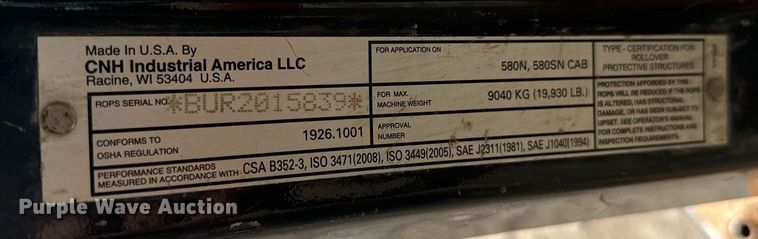 Made in U.S.A. By
CNH Industrial America LLC
Racine, WI 53404 U.S.A.
ROPS SERIAL NO. *BUR2015839*
CONFORMS TO
OSHA REGULATION
1926.1001
FOR APPLICATION ON
580N, 580SN CAB
FOR MAX.
MACHINE WEIGHT
9040 KG (19,930 LB.)
APPROVAL
NUMBER
TYPE - CERTIFICATION FOR
ROLLOVER
PROTECTIVE STRUCTURES
PROTECTION AFFORDED BY THIS
ROPS WILL BE REDUCED IF THE ROPS
IS ALTERED, HAS STRUCTURAL
DAMAGE, OR HAS BEEN SUBJECT TO
UPSET. SEE OPERATOR'S MANUAL
FOR COMPLETE INSTRUCTIONS AND
INSPECTION REQUIREMENTS.
PERFORMANCE STANDARDS
MEASURED IN ACCORDANCE WITH
CSA B352-3, ISO 3471(2008), ISO 3449(2005), SAE J2311(1981), SAE J1040(1994)
Purple Wave Auction